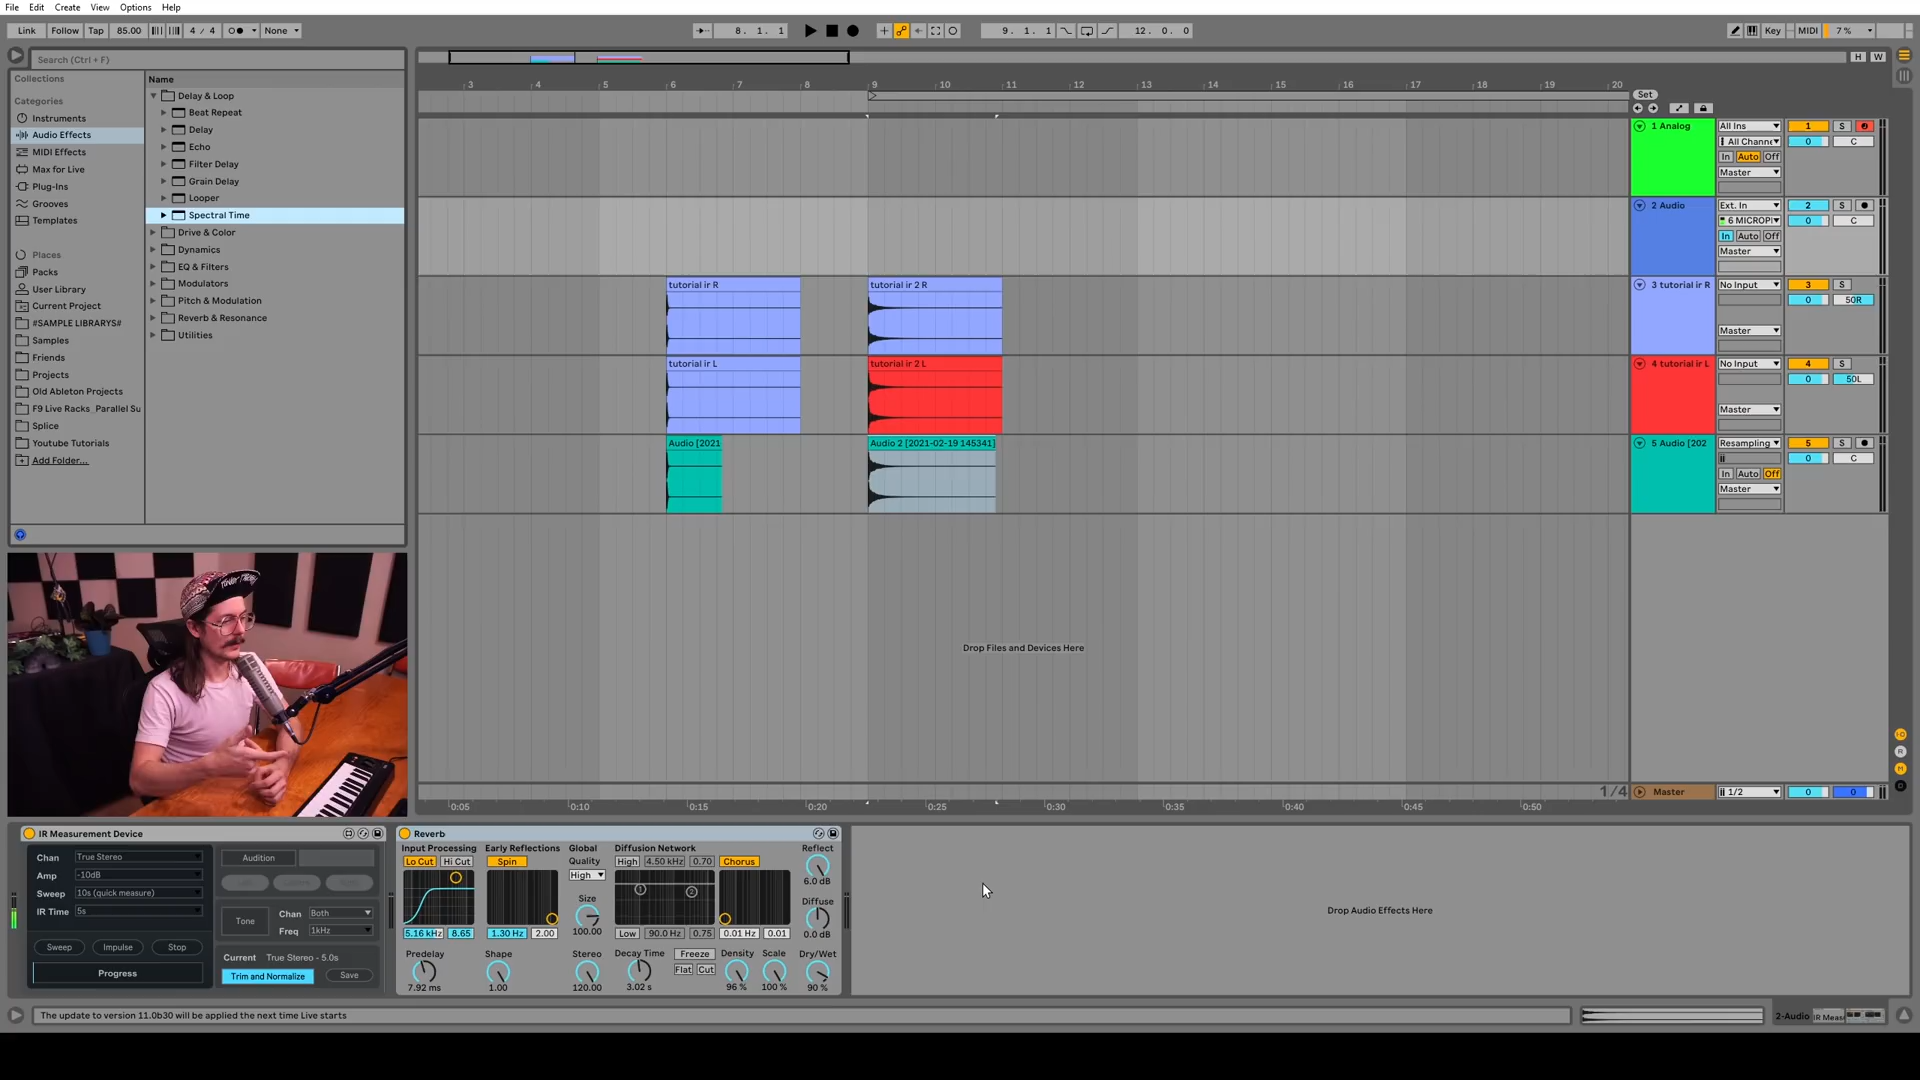 File Edit Create View Options Help
Link Follow Tap 85.00 4 / 4 None 8. 1. 1 9. 1. 1 12. 0. 0 Key MIDI 7 %
Search (Ctrl + F)
H W
Collections
Categories
Instruments
Audio Effects
MIDI Effects
Max for Live
Plug-Ins
Grooves
Templates
Places
Packs
User Library
Current Project
#SAMPLE LIBRARYS#
Samples
Friends
Projects
Old Ableton Projects
F9 Live Racks _Parallel Su
Splice
Youtube Tutorials
Add Folder...
Name
Delay & Loop
Beat Repeat
Delay
Echo
Filter Delay
Grain Delay
Looper
Spectral Time
Drive & Color
Dynamics
EQ & Filters
Modulators
Pitch & Modulation
Reverb & Resonance
Utilities
3 4 5 6 7 8 9 10 11 12 13 14 15 16 17 18 19 20
Set
1 Analog All Ins 1 S
All Channe 0 C
In Auto Off
Master
2 Audio Ext. In 2 S
6 MICROPI 0 C
In Auto Off
Master
tutorial ir R tutorial ir 2 R
3 tutorial ir R No Input 3 S
0 50R
Master
tutorial ir L tutorial ir 2 L
4 tutorial ir L No Input 4 S
0 50L
Master
Audio [2021 Audio 2 [2021-02-19 145341]
5 Audio [202 Resampling 5 S
0 C
In Auto Off
Master
Drop Files and Devices Here
1/4 Master 1/2 0 0
0:05 0:10 0:15 0:20 0:25 0:30 0:35 0:40 0:45 0:50
IR Measurement Device
Chan True Stereo
Amp -10dB
Sweep 10s (quick measure)
IR Time 5s
Sweep Impulse Stop
Progress
Audition
Tone Chan Both
Freq 1kHz
Current True Stereo - 5.0s
Trim and Normalize Save
Reverb
Input Processing Early Reflections Global Diffusion Network Reflect
Lo Cut Hi Cut Spin Quality High 4.50 kHz 0.70 Chorus
High
6.0 dB
Size
100.00
Diffuse
0.0 dB
5.16 kHz 8.65 1.30 Hz 2.00 Low 90.0 Hz 0.75 0.01 Hz 0.01
Predelay Shape Stereo Decay Time Freeze Density Scale Dry/Wet
Flat Cut
7.92 ms 1.00 120.00 3.02 s 96 % 100 % 90 %
Drop Audio Effects Here
The update to version 11.0b30 will be applied the next time Live starts
2-Audio IR Meas